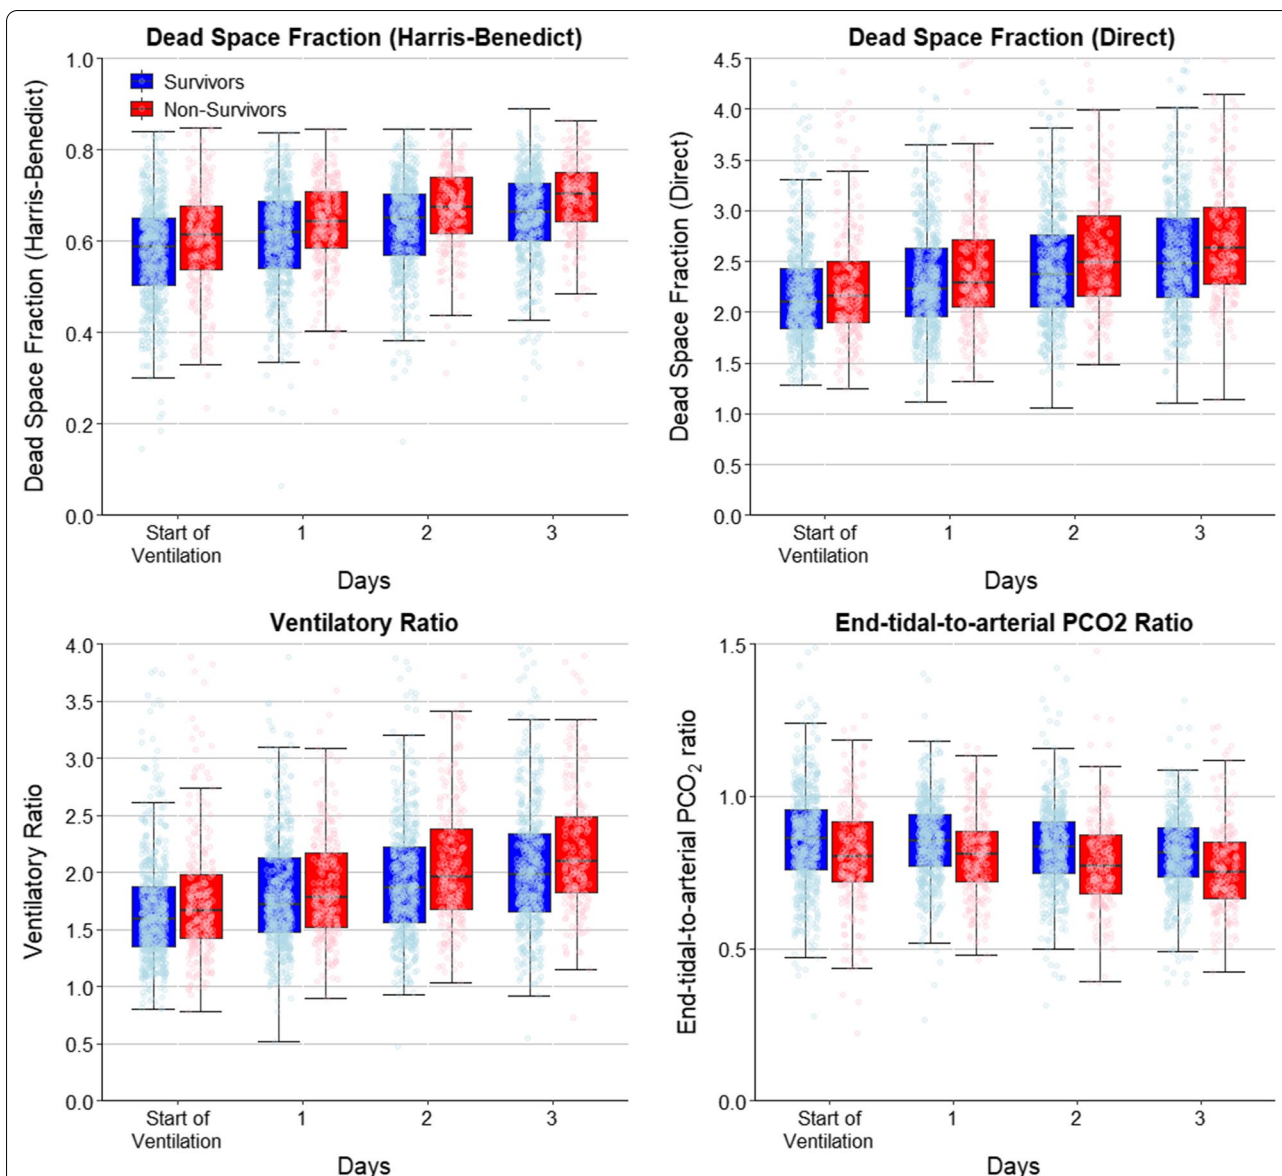 Dead Space Fraction (Harris-Benedict)
Dead Space Fraction (Harris-Benedict)
1.0
0.8
0.6
0.4
0.2
0.0
Survivors
Non-Survivors
Start of
Ventilation
1
2
3
Days
Dead Space Fraction (Direct)
Dead Space Fraction (Direct)
4.5
4.0
3.5
3.0
2.5
2.0
1.5
1.0
0.5
0.0
Start of
Ventilation
1
2
3
Days
Ventilatory Ratio
Ventilatory Ratio
4.0
3.5
3.0
2.5
2.0
1.5
1.0
0.5
0.0
Start of
Ventilation
1
2
3
Days
End-tidal-to-arterial PCO2 Ratio
End-tidal-to-arterial PCO₂ ratio
1.5
1.0
0.5
0.0
Start of
Ventilation
1
2
3
Days